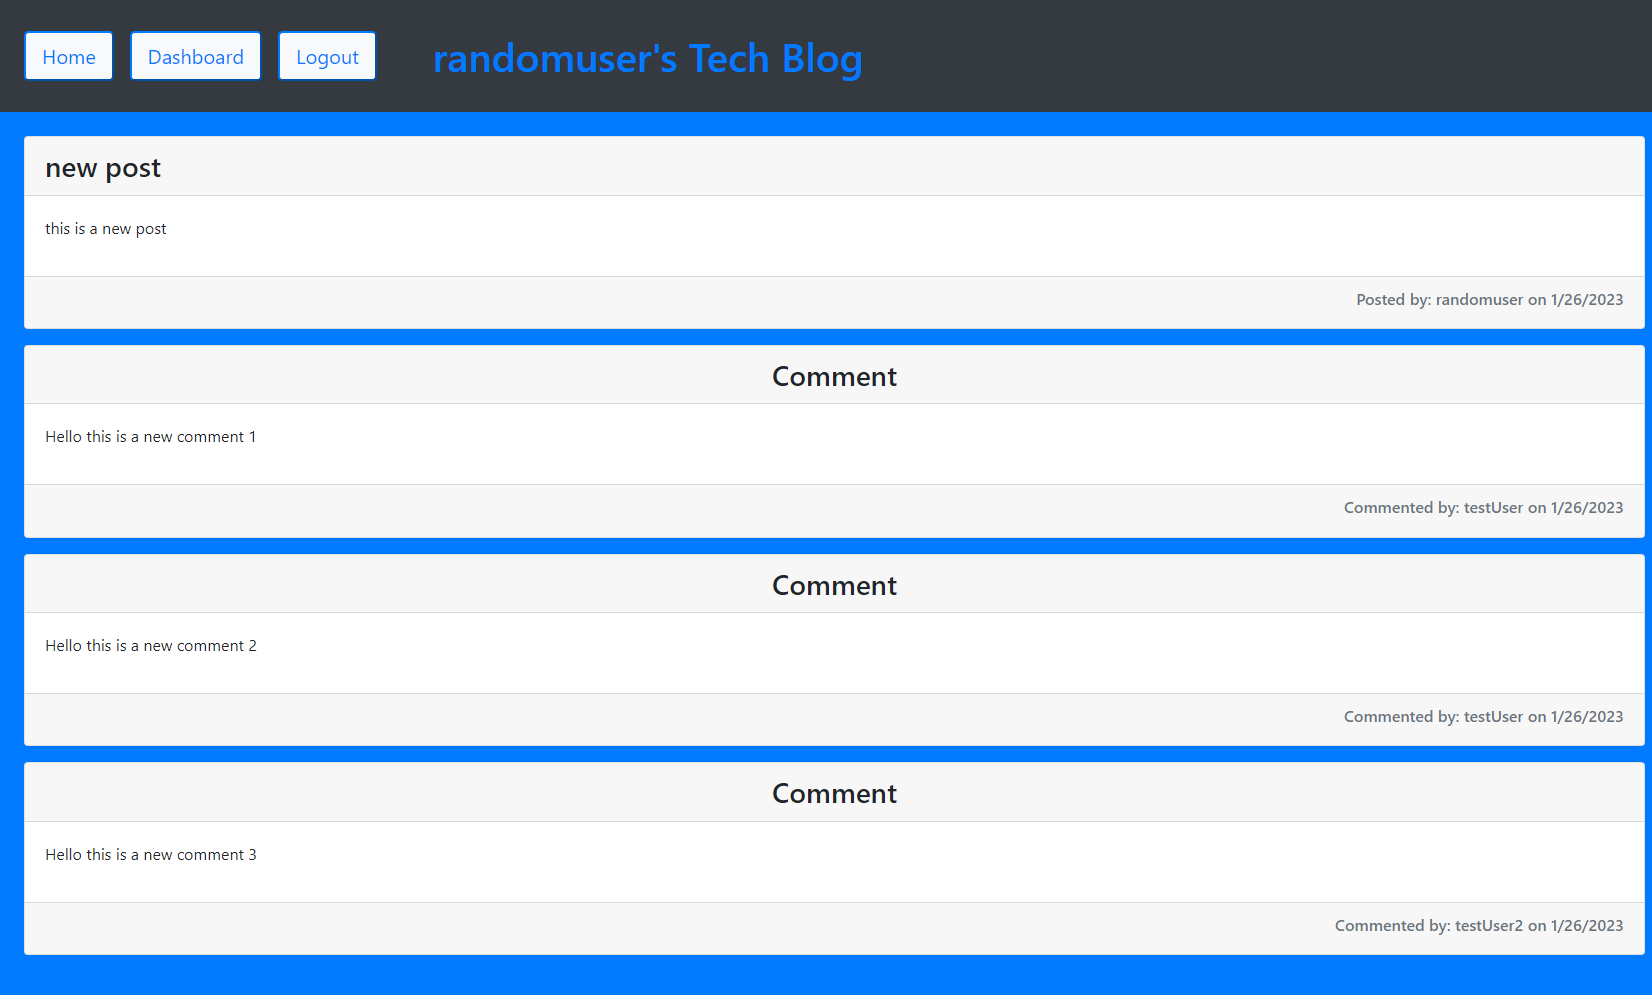 Home Dashboard Logout randomuser's Tech Blog
new post
this is a new post
Posted by: randomuser on 1/26/2023
Comment
Hello this is a new comment 1
Commented by: testUser on 1/26/2023
Comment
Hello this is a new comment 2
Commented by: testUser on 1/26/2023
Comment
Hello this is a new comment 3
Commented by: testUser2 on 1/26/2023